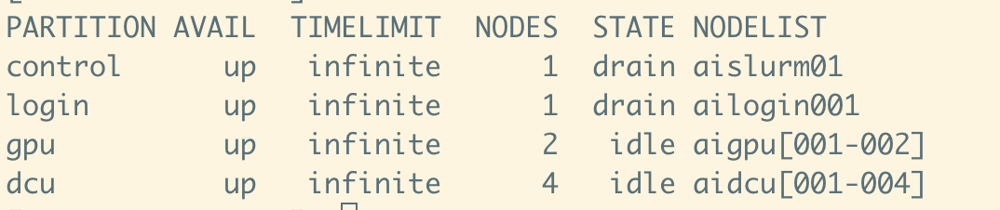 PARTITION AVAIL  TIMELIMIT  NODES  STATE NODELIST
control      up   infinite      1  drain aislurm01
login        up   infinite      1  drain ailogin001
gpu          up   infinite      2   idle aigpu[001-002]
dcu          up   infinite      4   idle aidcu[001-004]